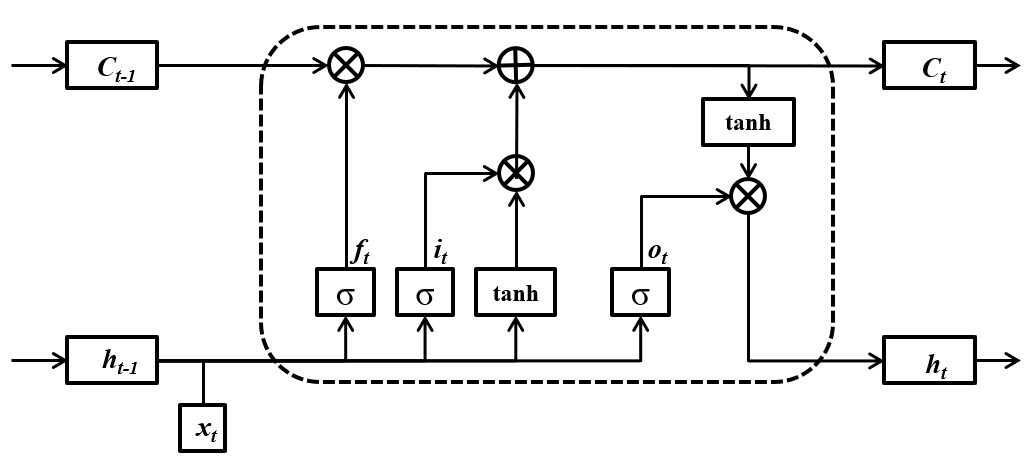 C_{t-1}
C_t
tanh
f_t
i_t
o_t
σ
σ
tanh
σ
h_{t-1}
h_t
x_t